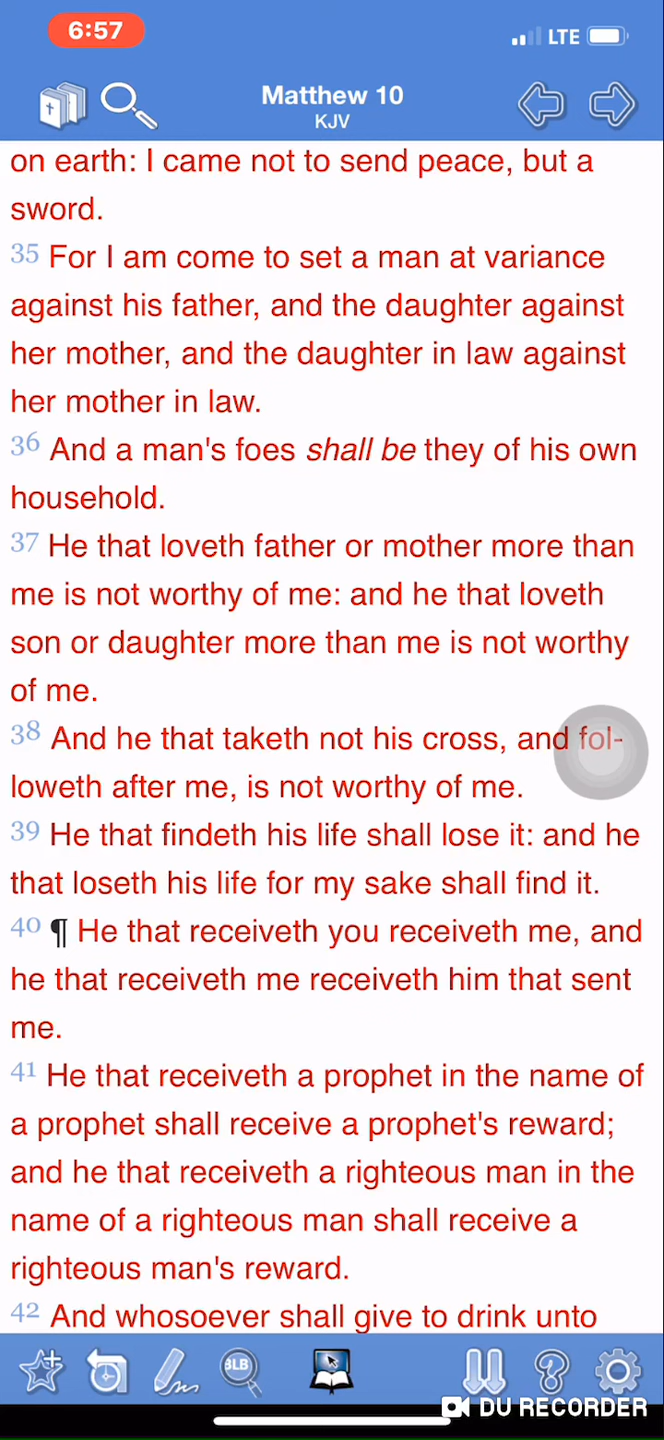 6:57
LTE
Matthew 10
KJV
on earth: I came not to send peace, but a
sword.
35 For I am come to set a man at variance
against his father, and the daughter against
her mother, and the daughter in law against
her mother in law.
36 And a man's foes shall be they of his own
household.
37 He that loveth father or mother more than
me is not worthy of me: and he that loveth
son or daughter more than me is not worthy
of me.
38 And he that taketh not his cross, and fol-
loweth after me, is not worthy of me.
39 He that findeth his life shall lose it: and he
that loseth his life for my sake shall find it.
40 ¶ He that receiveth you receiveth me, and
he that receiveth me receiveth him that sent
me.
41 He that receiveth a prophet in the name of
a prophet shall receive a prophet's reward;
and he that receiveth a righteous man in the
name of a righteous man shall receive a
righteous man's reward.
42 And whosoever shall give to drink unto
BLB
DU RECORDER